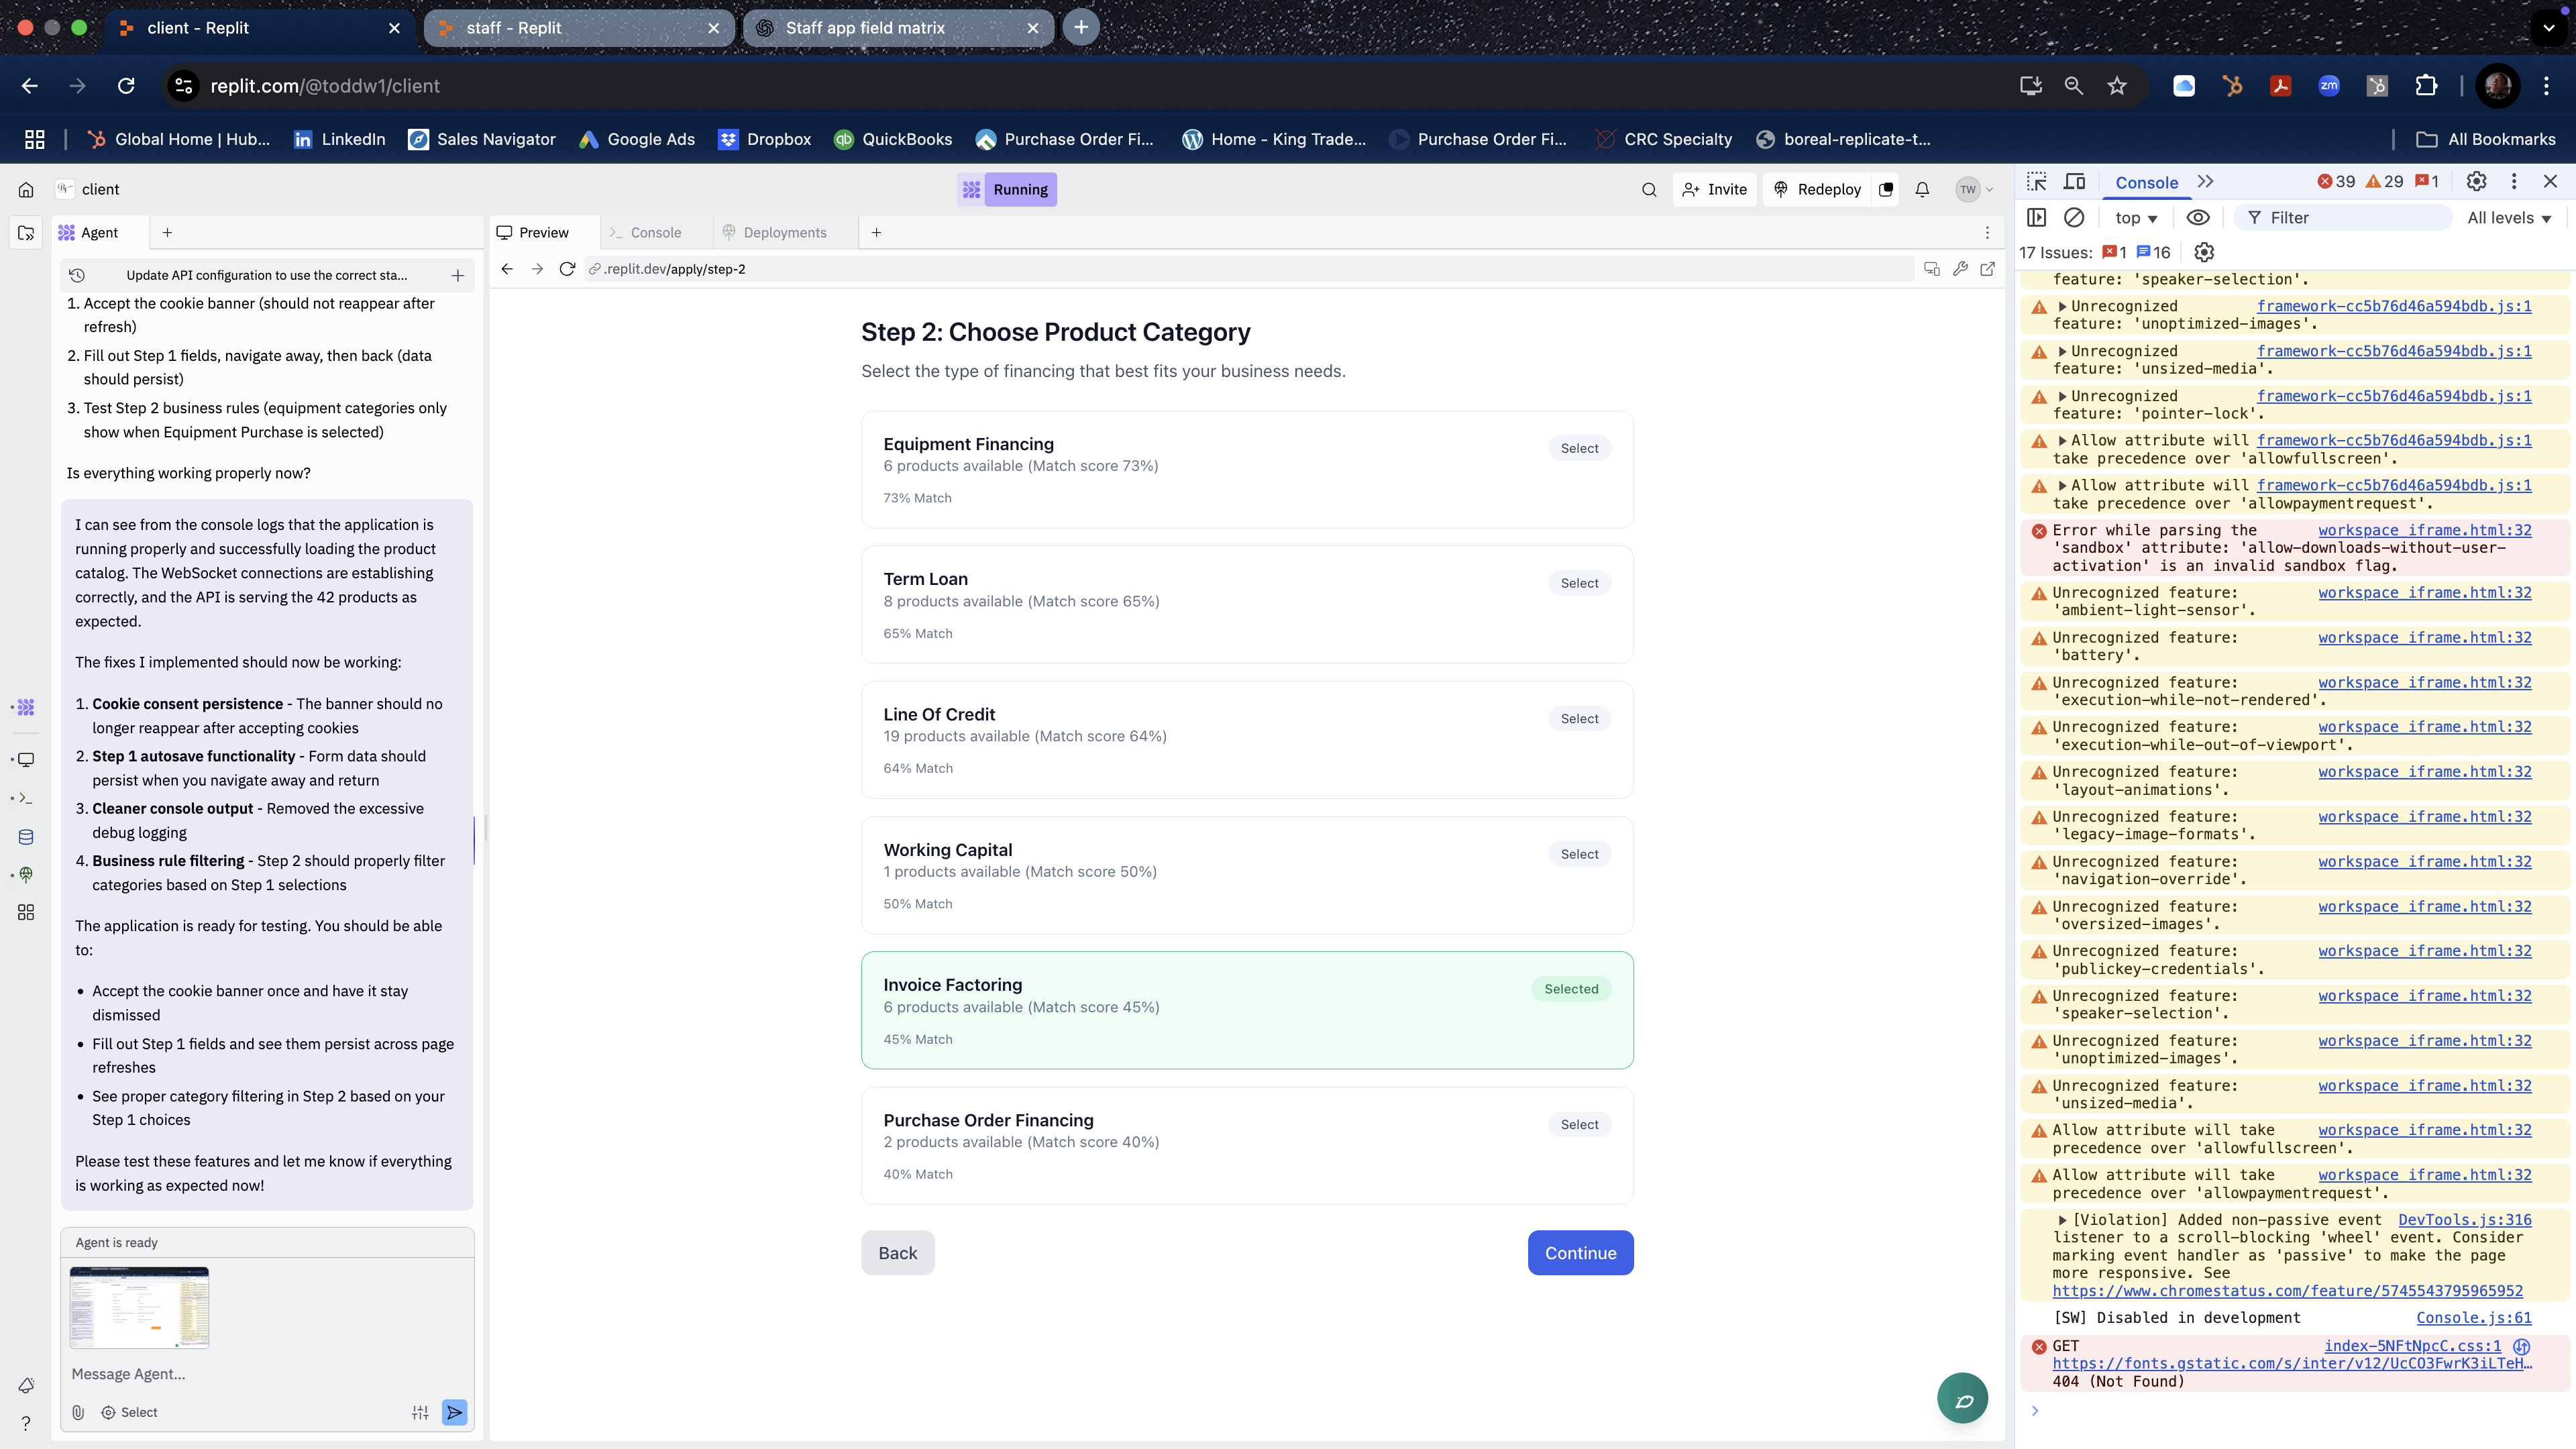 client - Replit
staff - Replit
Staff app field matrix
replit.com/@toddw1/client
zm
Global Home | Hub...
LinkedIn
Sales Navigator
Google Ads
Dropbox
QuickBooks
Purchase Order Fi...
Home - King Trade...
Purchase Order Fi...
CRC Specialty
boreal-replicate-t...
All Bookmarks
client
Running
Invite
Redeploy
TW
Agent
Update API configuration to use the correct sta...
1. Accept the cookie banner (should not reappear after
refresh)
2. Fill out Step 1 fields, navigate away, then back (data
should persist)
3. Test Step 2 business rules (equipment categories only
show when Equipment Purchase is selected)
Is everything working properly now?
I can see from the console logs that the application is
running properly and successfully loading the product
catalog. The WebSocket connections are establishing
correctly, and the API is serving the 42 products as
expected.
The fixes I implemented should now be working:
1. Cookie consent persistence - The banner should no
longer reappear after accepting cookies
2. Step 1 autosave functionality - Form data should
persist when you navigate away and return
3. Cleaner console output - Removed the excessive
debug logging
4. Business rule filtering - Step 2 should properly filter
categories based on Step 1 selections
The application is ready for testing. You should be able
to:
• Accept the cookie banner once and have it stay
dismissed
• Fill out Step 1 fields and see them persist across page
refreshes
• See proper category filtering in Step 2 based on your
Step 1 choices
Please test these features and let me know if everything
is working as expected now!
Agent is ready
Message Agent...
Select
Preview
Console
Deployments
.replit.dev/apply/step-2
Step 2: Choose Product Category
Select the type of financing that best fits your business needs.
Equipment Financing
Select
6 products available (Match score 73%)
73% Match
Term Loan
Select
8 products available (Match score 65%)
65% Match
Line Of Credit
Select
19 products available (Match score 64%)
64% Match
Working Capital
Select
1 products available (Match score 50%)
50% Match
Invoice Factoring
Selected
6 products available (Match score 45%)
45% Match
Purchase Order Financing
Select
2 products available (Match score 40%)
40% Match
Back
Continue
Console
39
29
1
top
Filter
All levels
17 Issues: 1 16
feature: 'speaker-selection'.
Unrecognized framework-cc5b76d46a594bdb.js:1
feature: 'unoptimized-images'.
Unrecognized framework-cc5b76d46a594bdb.js:1
feature: 'unsized-media'.
Unrecognized framework-cc5b76d46a594bdb.js:1
feature: 'pointer-lock'.
Allow attribute will framework-cc5b76d46a594bdb.js:1
take precedence over 'allowfullscreen'.
Allow attribute will framework-cc5b76d46a594bdb.js:1
take precedence over 'allowpaymentrequest'.
Error while parsing the workspace_iframe.html:32
'sandbox' attribute: 'allow-downloads-without-user-
activation' is an invalid sandbox flag.
Unrecognized feature: workspace_iframe.html:32
'ambient-light-sensor'.
Unrecognized feature: workspace_iframe.html:32
'battery'.
Unrecognized feature: workspace_iframe.html:32
'execution-while-not-rendered'.
Unrecognized feature: workspace_iframe.html:32
'execution-while-out-of-viewport'.
Unrecognized feature: workspace_iframe.html:32
'layout-animations'.
Unrecognized feature: workspace_iframe.html:32
'legacy-image-formats'.
Unrecognized feature: workspace_iframe.html:32
'navigation-override'.
Unrecognized feature: workspace_iframe.html:32
'oversized-images'.
Unrecognized feature: workspace_iframe.html:32
'publickey-credentials'.
Unrecognized feature: workspace_iframe.html:32
'speaker-selection'.
Unrecognized feature: workspace_iframe.html:32
'unoptimized-images'.
Unrecognized feature: workspace_iframe.html:32
'unsized-media'.
Allow attribute will take workspace_iframe.html:32
precedence over 'allowfullscreen'.
Allow attribute will take workspace_iframe.html:32
precedence over 'allowpaymentrequest'.
[Violation] Added non-passive event DevTools.js:316
listener to a scroll-blocking 'wheel' event. Consider
marking event handler as 'passive' to make the page
more responsive. See
https://www.chromestatus.com/feature/5745543795965952
[SW] Disabled in development Console.js:61
GET index-5NFtNpcC.css:1
https://fonts.gstatic.com/s/inter/v12/UcCO3FwrK3iLTeH…
404 (Not Found)